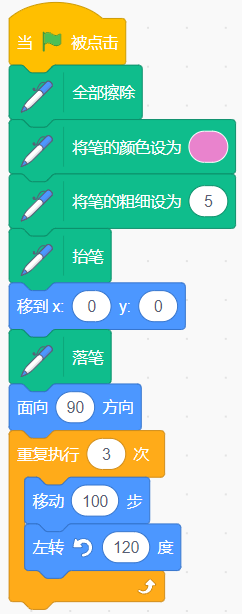 当 被点击
全部擦除
将笔的颜色设为
将笔的粗细设为 5
抬笔
移到 x: 0 y: 0
落笔
面向 90 方向
重复执行 3 次
移动 100 步
左转 120 度